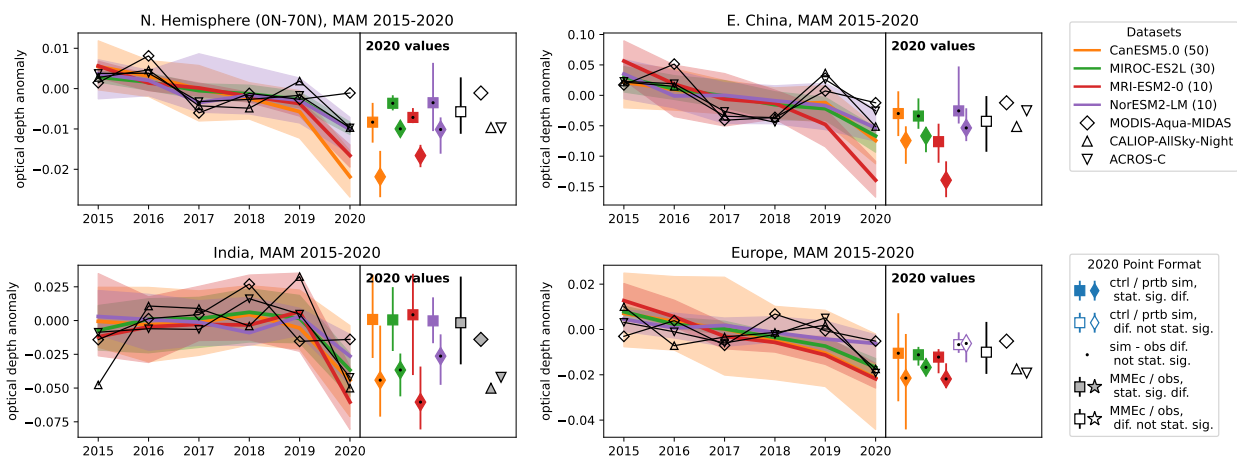 N. Hemisphere (0N-70N), MAM 2015-2020
optical depth anomaly
0.01
0.00
−0.01
−0.02
2020 values
2015 2016 2017 2018 2019 2020
E. China, MAM 2015-2020
optical depth anomaly
0.10
0.05
0.00
−0.05
−0.10
−0.15
2020 values
2015 2016 2017 2018 2019 2020
Datasets
CanESM5.0 (50)
MIROC-ES2L (30)
MRI-ESM2-0 (10)
NorESM2-LM (10)
MODIS-Aqua-MIDAS
CALIOP-AllSky-Night
ACROS-C
India, MAM 2015-2020
optical depth anomaly
0.025
0.000
−0.025
−0.050
−0.075
2020 values
2015 2016 2017 2018 2019 2020
Europe, MAM 2015-2020
optical depth anomaly
0.02
0.00
−0.02
−0.04
2020 values
2015 2016 2017 2018 2019 2020
2020 Point Format
ctrl / prtb sim,
stat. sig. dif.
ctrl / prtb sim,
dif. not stat. sig.
sim - obs dif.
not stat. sig.
MMEc / obs,
stat. sig. dif.
MMEc / obs,
dif. not stat. sig.